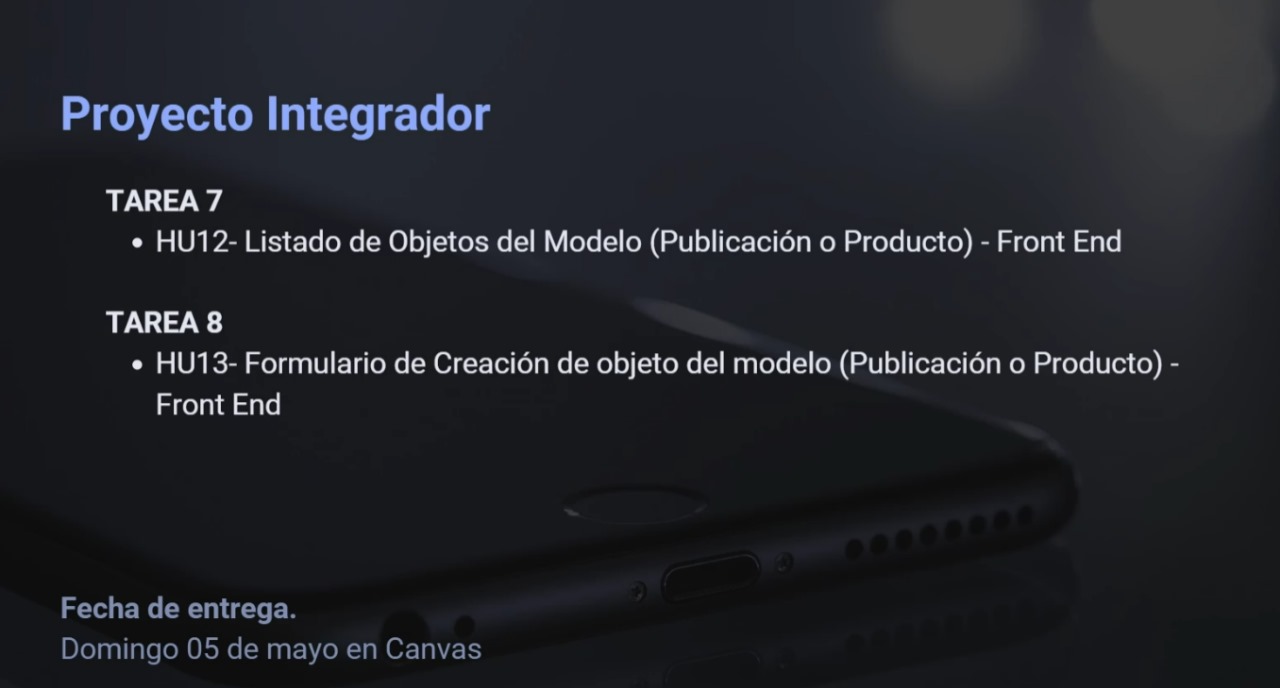 Proyecto Integrador
TAREA 7
• HU12- Listado de Objetos del Modelo (Publicación o Producto) - Front End
TAREA 8
• HU13- Formulario de Creación de objeto del modelo (Publicación o Producto) -
Front End
Fecha de entrega.
Domingo 05 de mayo en Canvas